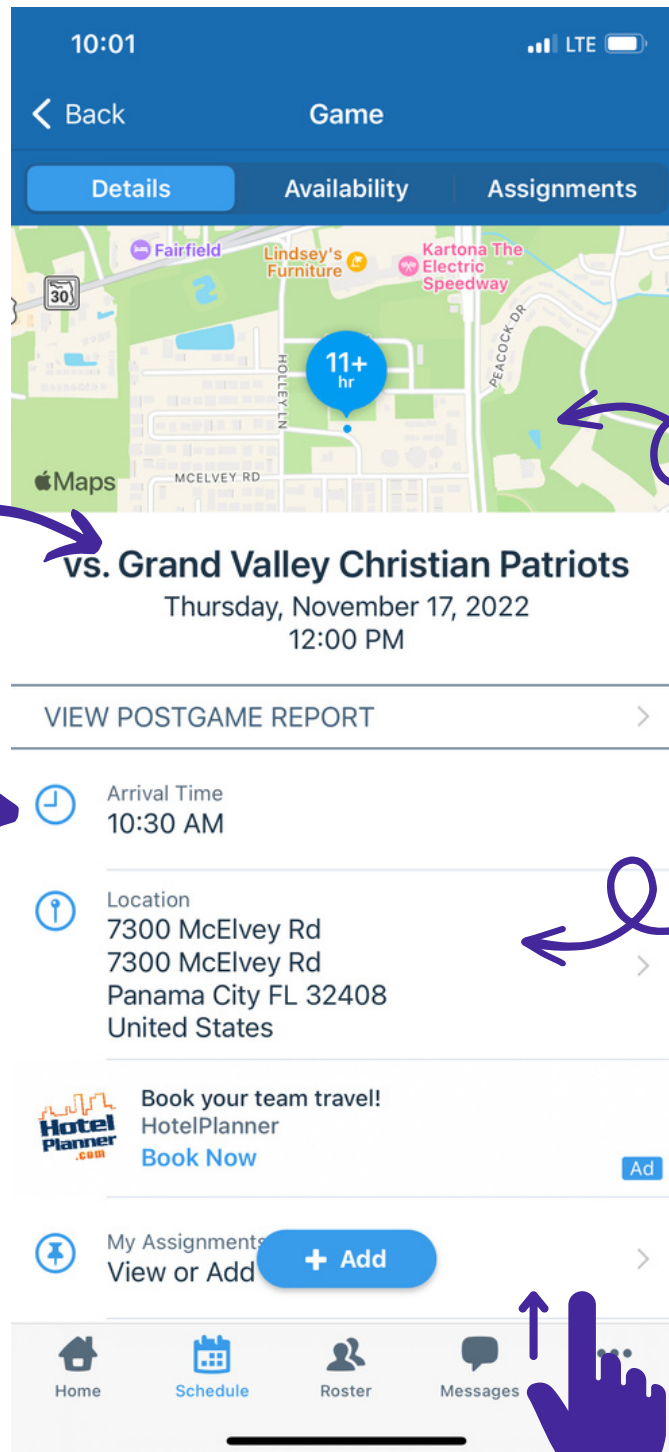 10:01
LTE
Back
Game
Details
Availability
Assignments
Fairfield
Lindsey's
Furniture
Kartona The
Electric
Speedway
30
PEACOCK DR
HOLLEY LN
11+
hr
Maps
MCELVEY RD
vs. Grand Valley Christian Patriots
Thursday, November 17, 2022
12:00 PM
VIEW POSTGAME REPORT
Arrival Time
10:30 AM
Location
7300 McElvey Rd
7300 McElvey Rd
Panama City FL 32408
United States
Hotel
Planner
.com
Book your team travel!
HotelPlanner
Book Now
Ad
My Assignments
View or Add
+ Add
Home
Schedule
Roster
Messages